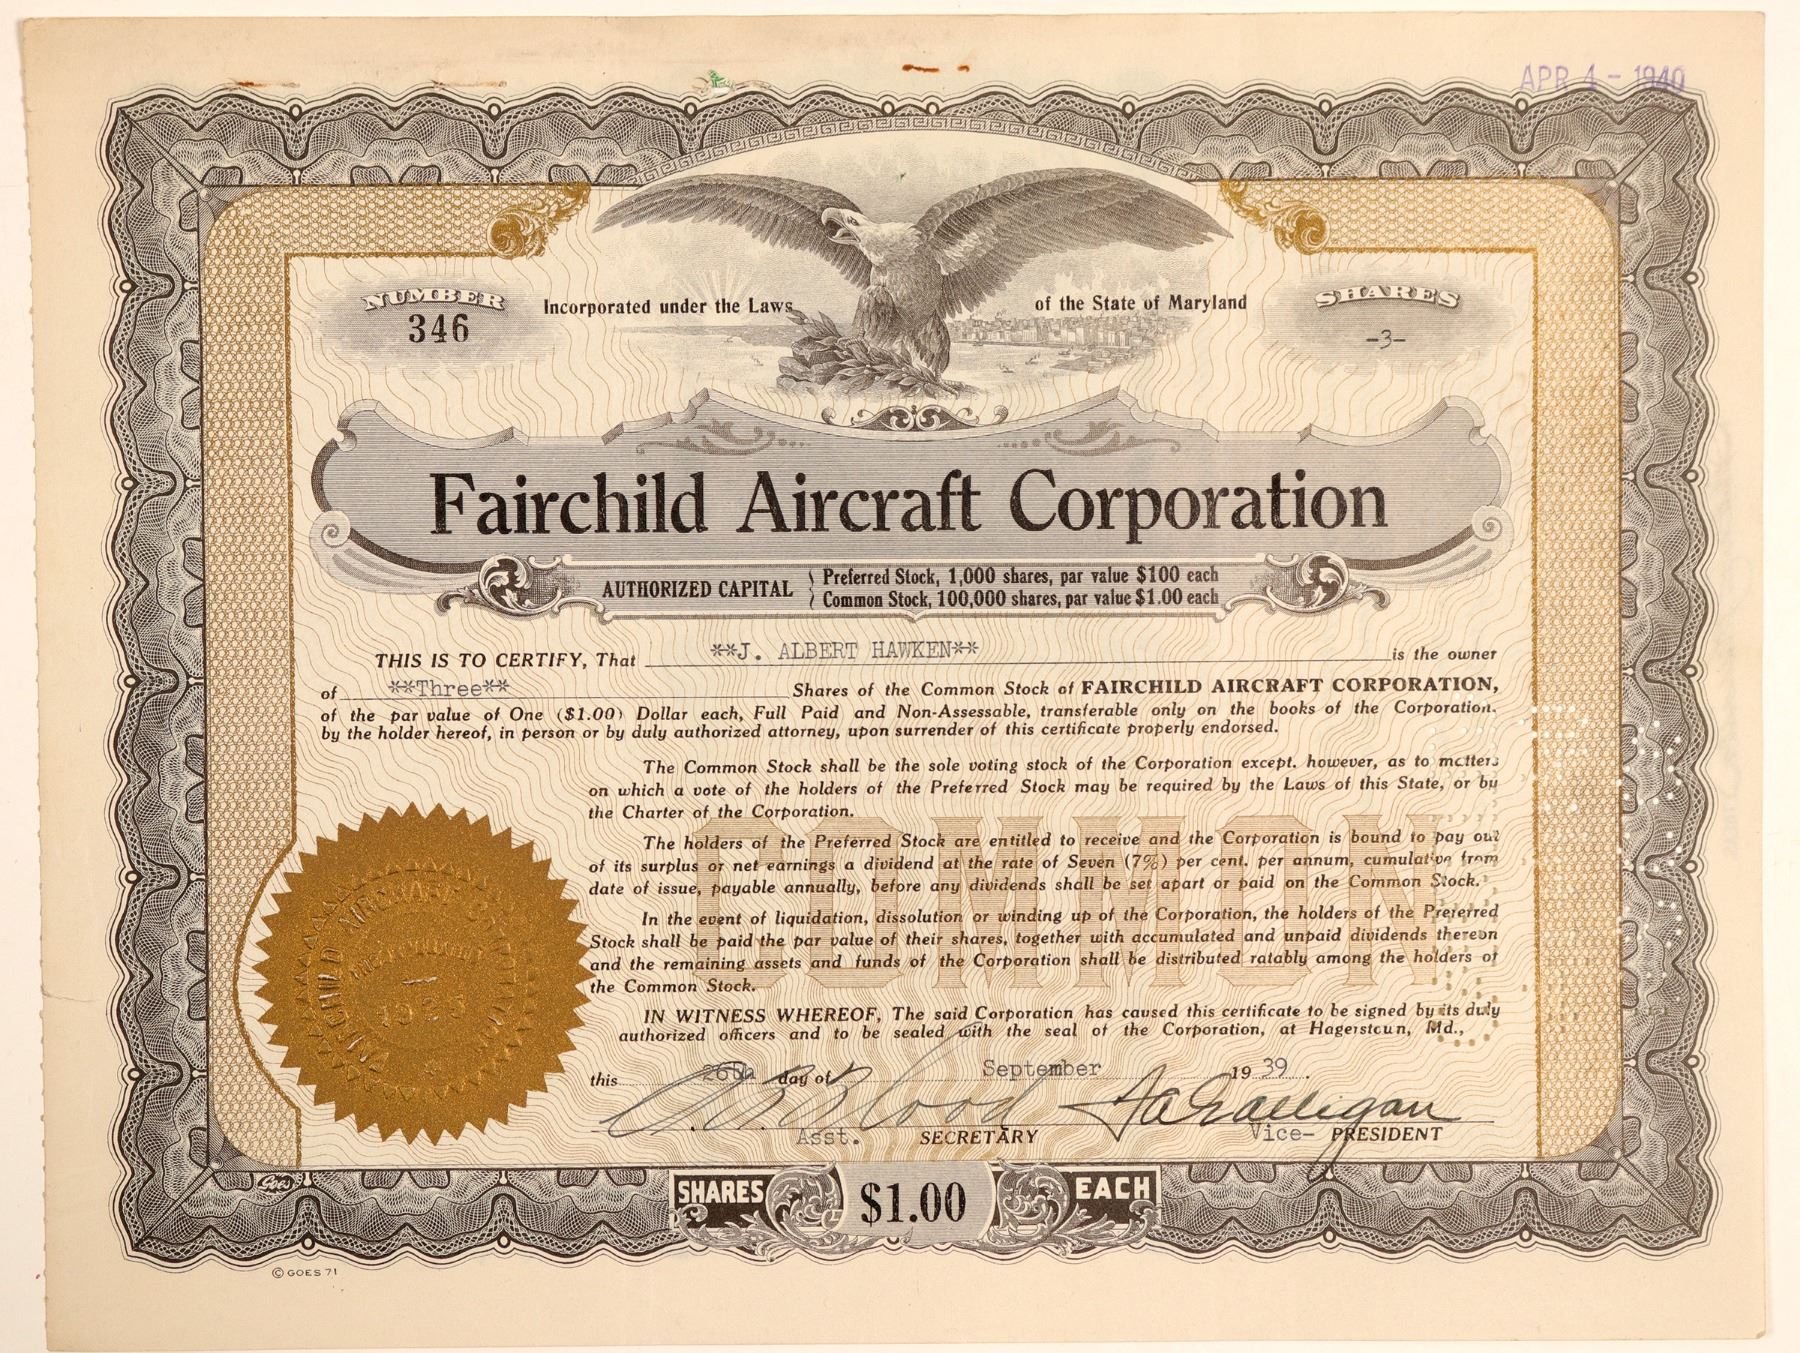 APR 4 - 1940
NUMBER
346
Incorporated under the Laws of the State of Maryland
SHARES
-3-
Fairchild Aircraft Corporation
AUTHORIZED CAPITAL
Preferred Stock, 1,000 shares, par value $100 each
Common Stock, 100,000 shares, par value $1.00 each
THIS IS TO CERTIFY, That **J. ALBERT HAWKEN** is the owner
of **Three** Shares of the Common Stock of FAIRCHILD AIRCRAFT CORPORATION,
of the par value of One ($1.00) Dollar each, Full Paid and Non-Assessable, transferable only on the books of the Corporation.
by the holder hereof, in person or by duly authorized attorney, upon surrender of this certificate properly endorsed.
The Common Stock shall be the sole voting stock of the Corporation except. however, as to matters
on which a vote of the holders of the Preferred Stock may be required by the Laws of this State, or by
the Charter of the Corporation.
The holders of the Preferred Stock are entitled to receive and the Corporation is bound to pay out
of its surplus or net earnings a dividend at the rate of Seven (7%) per cent. per annum, cumulative from
date of issue, payable annually, before any dividends shall be set apart or paid on the Common Stock.
In the event of liquidation, dissolution or winding up of the Corporation, the holders of the Preferred
Stock shall be paid the par value of their shares, together with accumulated and unpaid dividends thereon
and the remaining assets and funds of the Corporation shall be distributed ratably among the holders of
the Common Stock.
COMMON
IN WITNESS WHEREOF, The said Corporation has caused this certificate to be signed by its duly
authorized officers and to be sealed with the seal of the Corporation, at Hagerstown, Md.,
this 26th day of September 1939.
Asst. SECRETARY
Vice- PRESIDENT
FAIRCHILD AIRCRAFT CORPORATION
INCORPORATED
1925
Goes
SHARES $1.00 EACH
© GOES 71